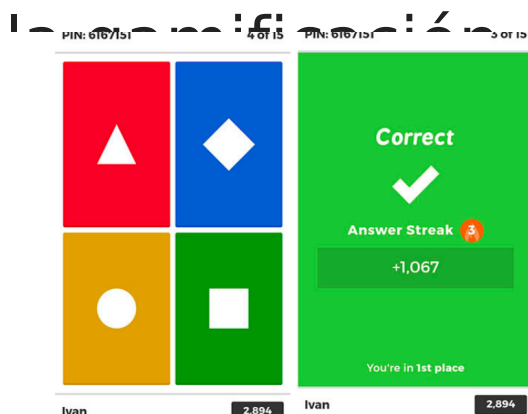 la gamificación
PIN: 6167151 4 of 15
Ivan 2,894
PIN: 6167151 3 of 15
Correct
Answer Streak 3
+1,067
You're in 1st place
Ivan 2,894